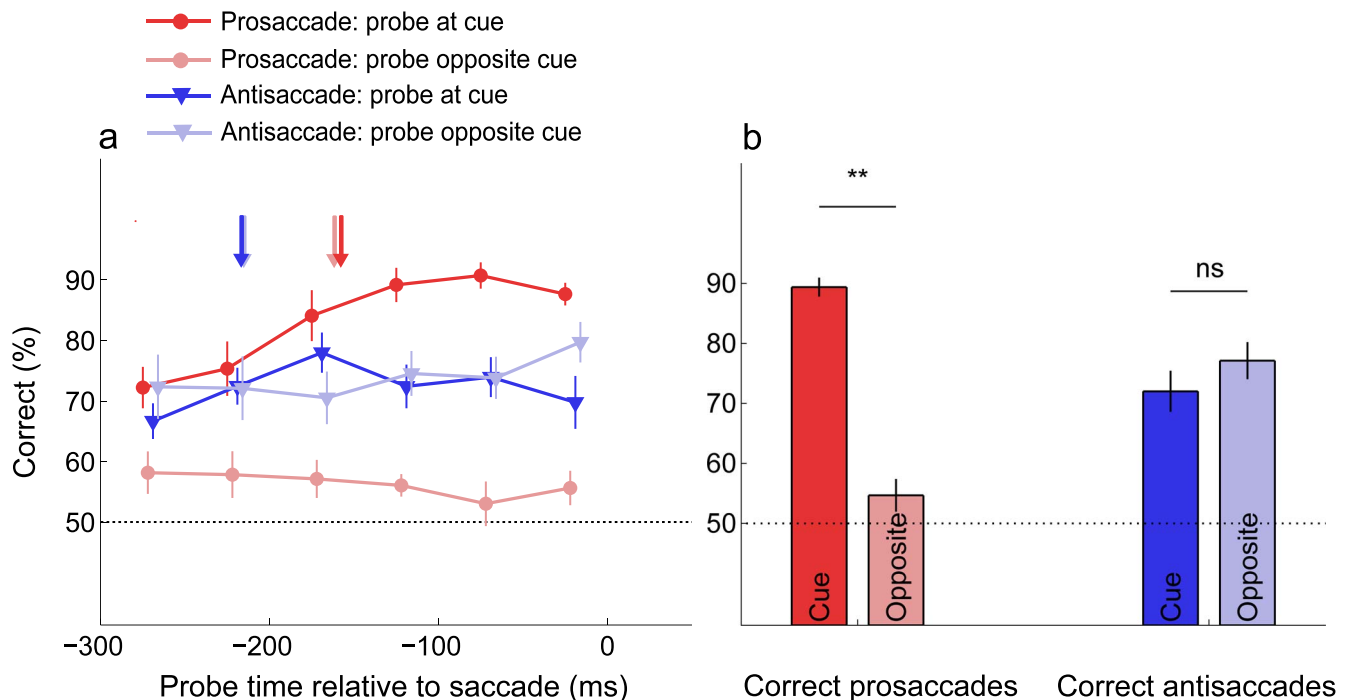 Prosaccade: probe at cue
Prosaccade: probe opposite cue
Antisaccade: probe at cue
Antisaccade: probe opposite cue
a
90
80
70
60
50
Correct (%)
−300
−200
−100
0
Probe time relative to saccade (ms)
b
**
ns
90
80
70
60
50
Cue
Opposite
Cue
Opposite
Correct prosaccades
Correct antisaccades